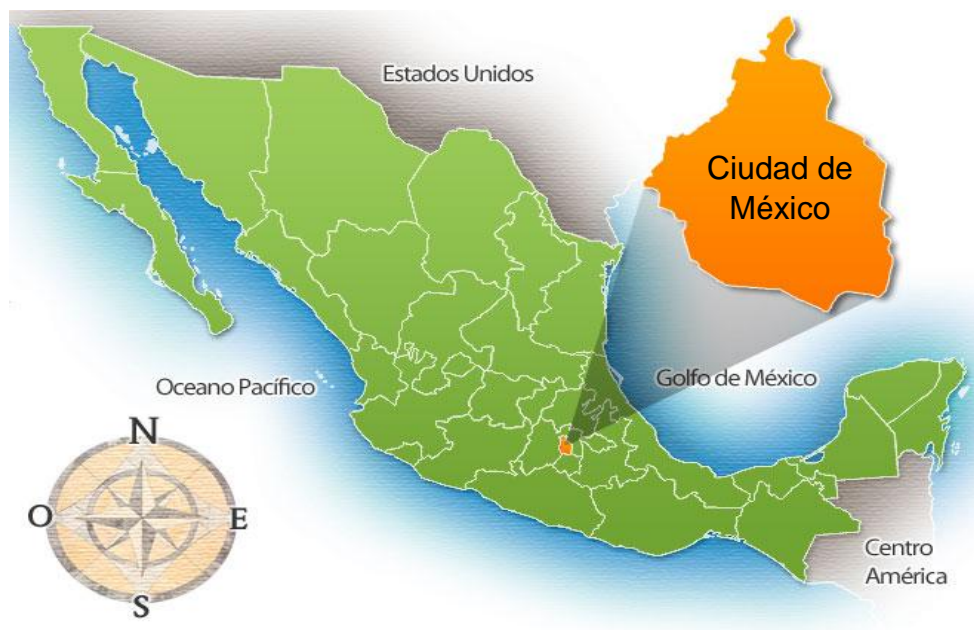 Estados Unidos
Ciudad de
México
Golfo de México
Oceano Pacífico
N
O
E
S
Centro
América